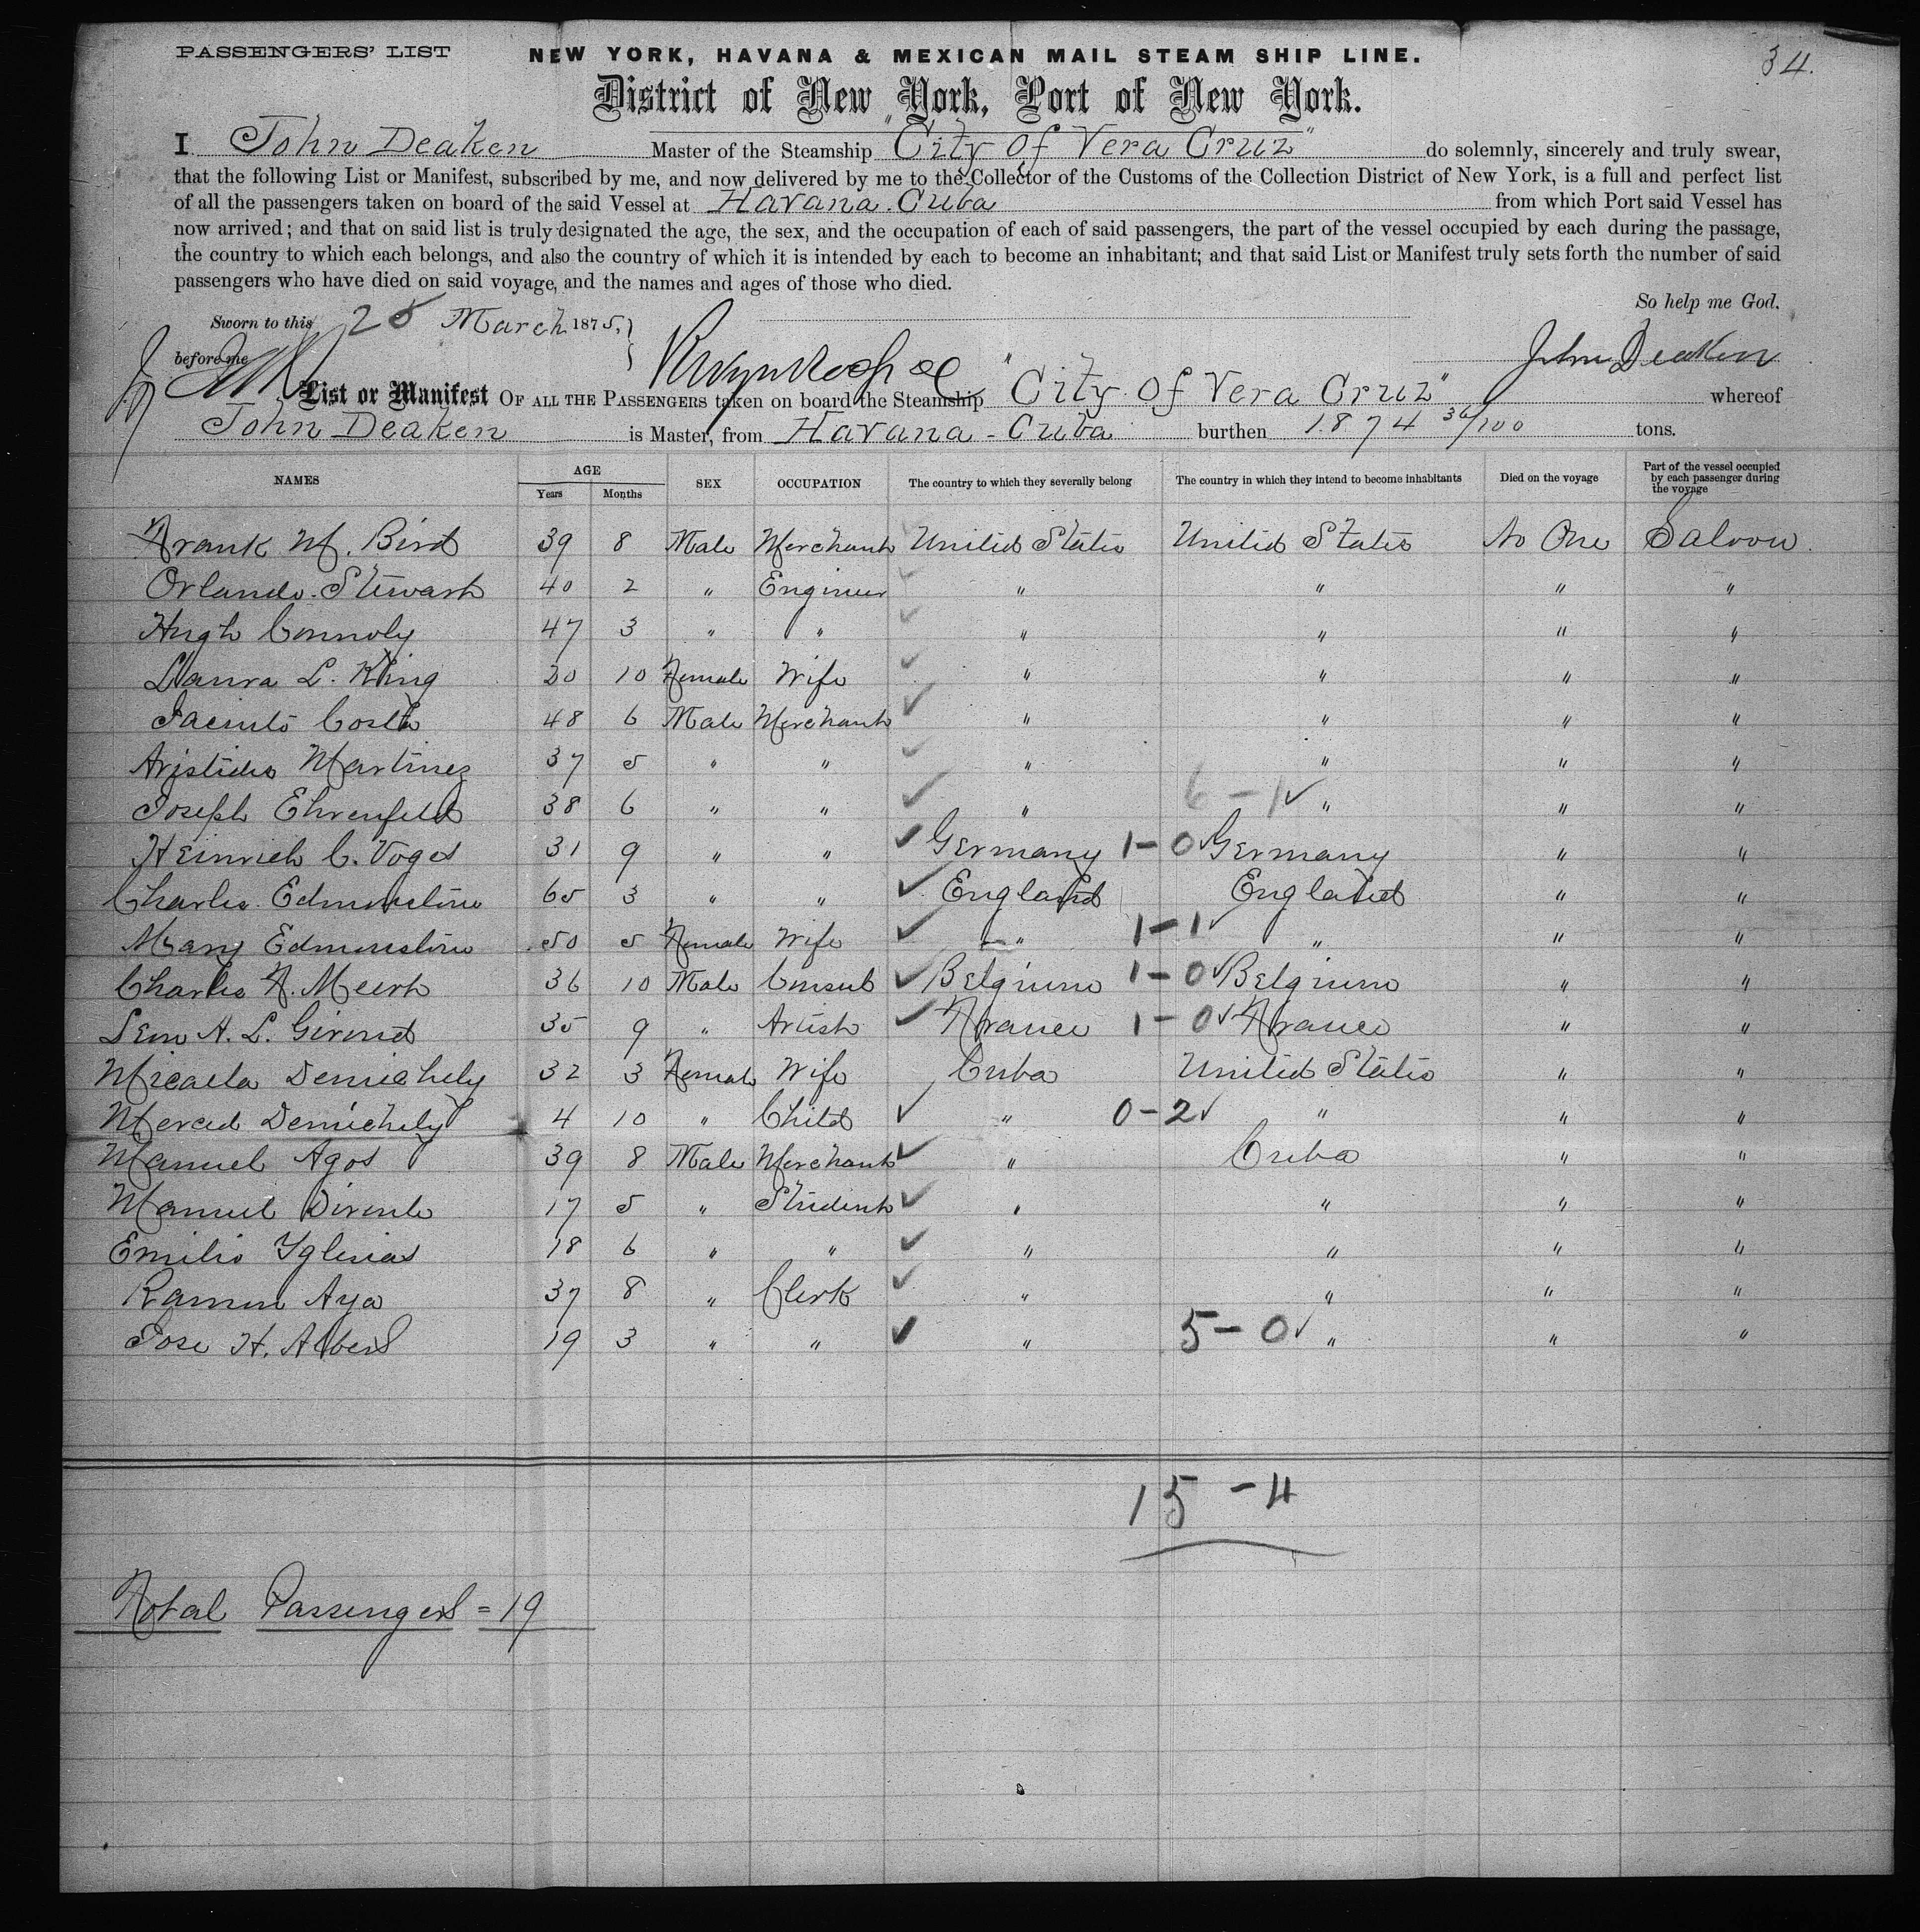 PASSENGERS' LIST NEW YORK, HAVANA & MEXICAN MAIL STEAM SHIP LINE. 34.
District of New York, Port of New York.
I John Deaken Master of the Steamship "City of Vera Cruz" do solemnly, sincerely and truly swear,
that the following List or Manifest, subscribed by me, and now delivered by me to the Collector of the Customs of the Collection District of New York, is a full and perfect list
of all the passengers taken on board of the said Vessel at Havana. Cuba from which Port said Vessel has
now arrived; and that on said list is truly designated the age, the sex, and the occupation of each of said passengers, the part of the vessel occupied by each during the passage,
the country to which each belongs, and also the country of which it is intended by each to become an inhabitant; and that said List or Manifest truly sets forth the number of said
passengers who have died on said voyage, and the names and ages of those who died.
So help me God.
Sworn to this 25 March 1875,
before me John Deaken
List or Manifest OF ALL THE PASSENGERS taken on board the Steamship "City of Vera Cruz" whereof
John Deaken is Master, from Havana - Cuba burthen 1874 36/100 tons.
NAMES AGE Years Months SEX OCCUPATION The country to which they severally belong The country in which they intend to become inhabitants Died on the voyage Part of the vessel occupied by each passenger during the voyage
Frank M. Bird 39 8 Male Merchant United States United States No One Saloon
Orlando Stewart 40 2 " Engineer " " " "
Hugh Connoly 47 3 " " " " " "
Laura L. King 20 10 Female Wife " " " "
Jacinto Costa 48 6 Male Merchant " " " "
Aristides Martinez 37 5 " " " " " "
Joseph Ehrenfeld 38 6 " " " 6-1 " " "
Heinrich C. Voges 31 9 " " Germany 1-0 Germany " "
Charles Edmonstone 65 3 " " England England " "
Mary Edmonstone 50 5 Female Wife " 1-1 " " "
Charles F. Meert 36 10 Male Consul Belgium 1-0 Belgium " "
Leon A. L. 35 9 " Artist France 1-0 France " "
Micaela Demichely 32 3 Female Wife Cuba United States " "
Merced Demichely 4 10 " Child " 0-2 " " "
Manuel Agos 39 8 Male Merchant " Cuba " "
Manuel 17 5 " Student " " " "
Emilio Yglesias 18 6 " " " " " "
Ramon Aya 37 8 " Clerk " " " "
Jose H. 19 3 " " " 5-0 " " "
15-4
Total Passengers = 19